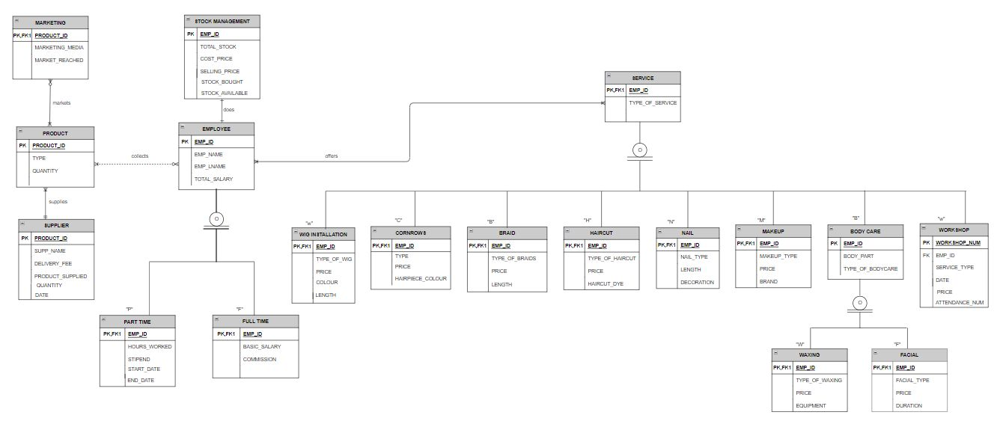 MARKETING
PK,FK1 PRODUCT_ID
MARKETING_MEDIA
MARKET_REACHED
STOCK MANAGEMENT
PK EMP_ID
TOTAL_STOCK
COST_PRICE
SELLING_PRICE
STOCK_BOUGHT
STOCK_AVAILABLE
SERVICE
PK,FK1 EMP_ID
TYPE_OF_SERVICE
markets
does
PRODUCT
PK PRODUCT_ID
TYPE
QUANTITY
collects
EMPLOYEE
PK EMP_ID
EMP_NAME
EMP_LNAME
TOTAL_SALARY
offers
supplies
SUPPLIER
PK PRODUCT_ID
SUPP_NAME
DELIVERY_FEE
PRODUCT_SUPPLIED
QUANTITY
DATE
"w"
WIG INSTALLATION
PK,FK1 EMP_ID
TYPE_OF_WIG
PRICE
COLOUR
LENGTH
"C"
CORNROWS
PK,FK1 EMP_ID
TYPE
PRICE
HAIRPIECE_COLOUR
"B"
BRAID
PK,FK1 EMP_ID
TYPE_OF_BRAIDS
PRICE
LENGTH
"H"
HAIRCUT
PK,FK1 EMP_ID
TYPE_OF_HAIRCUT
PRICE
HAIRCUT_DYE
"N"
NAIL
PK,FK1 EMP_ID
NAIL_TYPE
LENGTH
DECORATION
"M"
MAKEUP
PK,FK1 EMP_ID
MAKEUP_TYPE
PRICE
BRAND
"B"
BODY CARE
PK,FK1 EMP_ID
BODY_PART
TYPE_OF_BODYCARE
"w"
WORKSHOP
PK WORKSHOP_NUM
FK EMP_ID
SERVICE_TYPE
DATE
PRICE
ATTENDANCE_NUM
"P"
PART TIME
PK,FK1 EMP_ID
HOURS_WORKED
STIPEND
START_DATE
END_DATE
"F"
FULL TIME
PK,FK1 EMP_ID
BASIC_SALARY
COMMISSION
"W"
WAXING
PK,FK1 EMP_ID
TYPE_OF_WAXING
PRICE
EQUIPMENT
"F"
FACIAL
PK,FK1 EMP_ID
FACIAL_TYPE
PRICE
DURATION